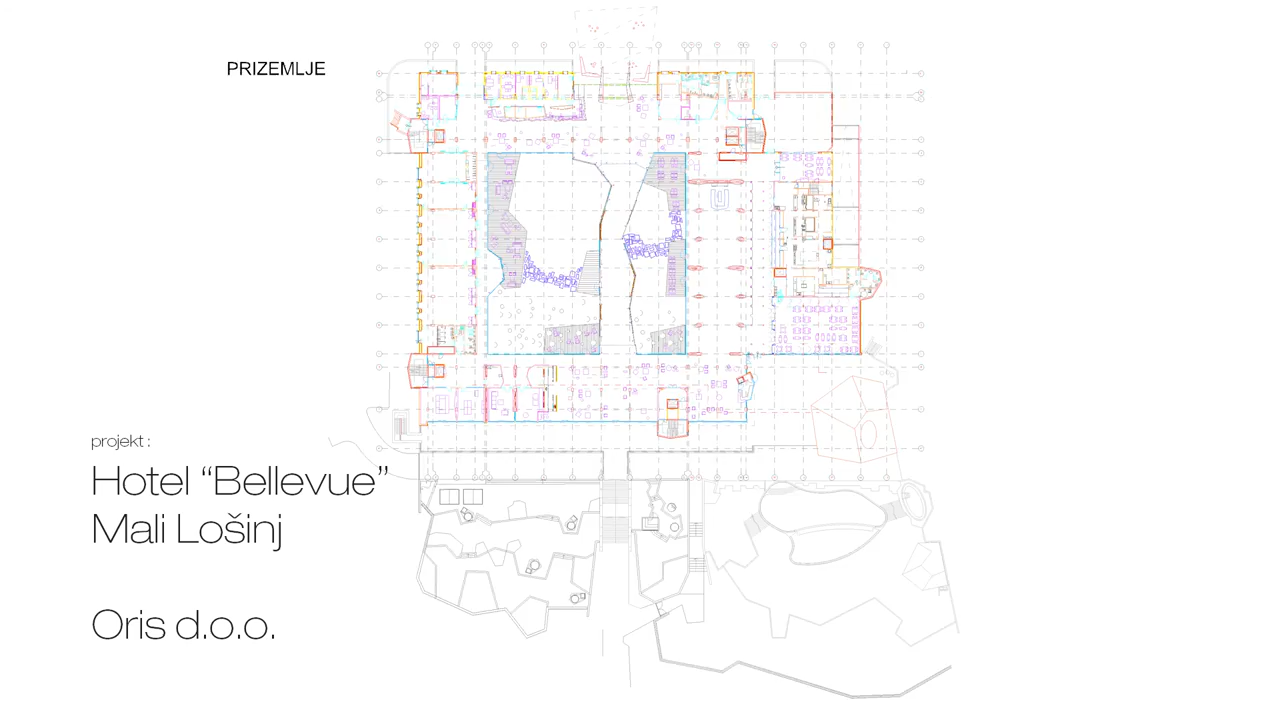 PRIZEMLJE
projekt :
Hotel “Bellevue”
Mali Lošinj
Oris d.o.o.